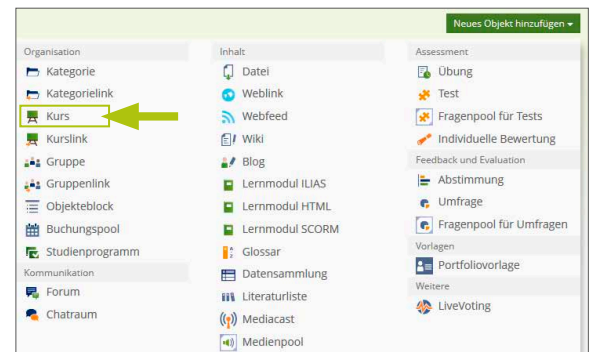 Neues Objekt hinzufügen
Organisation
Kategorie
Kategorielink
Kurs
Kurslink
Gruppe
Gruppenlink
Objekteblock
Buchungspool
Studienprogramm
Kommunikation
Forum
Chatraum
Inhalt
Datei
Weblink
Webfeed
Wiki
Blog
Lernmodul ILIAS
Lernmodul HTML
Lernmodul SCORM
Glossar
Datensammlung
Literaturliste
Mediacast
Medienpool
Assessment
Übung
Test
Fragenpool für Tests
Individuelle Bewertung
Feedback und Evaluation
Abstimmung
Umfrage
Fragenpool für Umfragen
Vorlagen
Portfoliovorlage
Weitere
LiveVoting